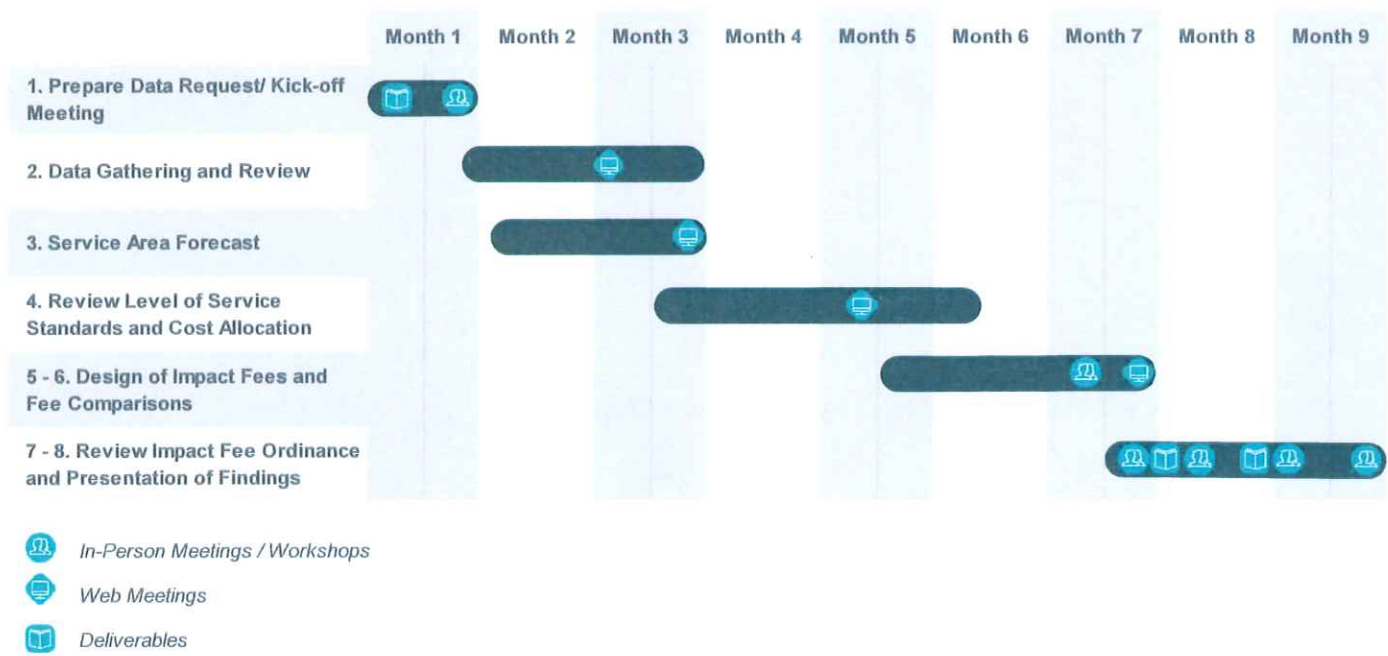 Month 1 Month 2 Month 3 Month 4 Month 5 Month 6 Month 7 Month 8 Month 9
1. Prepare Data Request/ Kick-off
Meeting
2. Data Gathering and Review
3. Service Area Forecast
4. Review Level of Service
Standards and Cost Allocation
5 - 6. Design of Impact Fees and
Fee Comparisons
7 - 8. Review Impact Fee Ordinance
and Presentation of Findings
In-Person Meetings / Workshops
Web Meetings
Deliverables